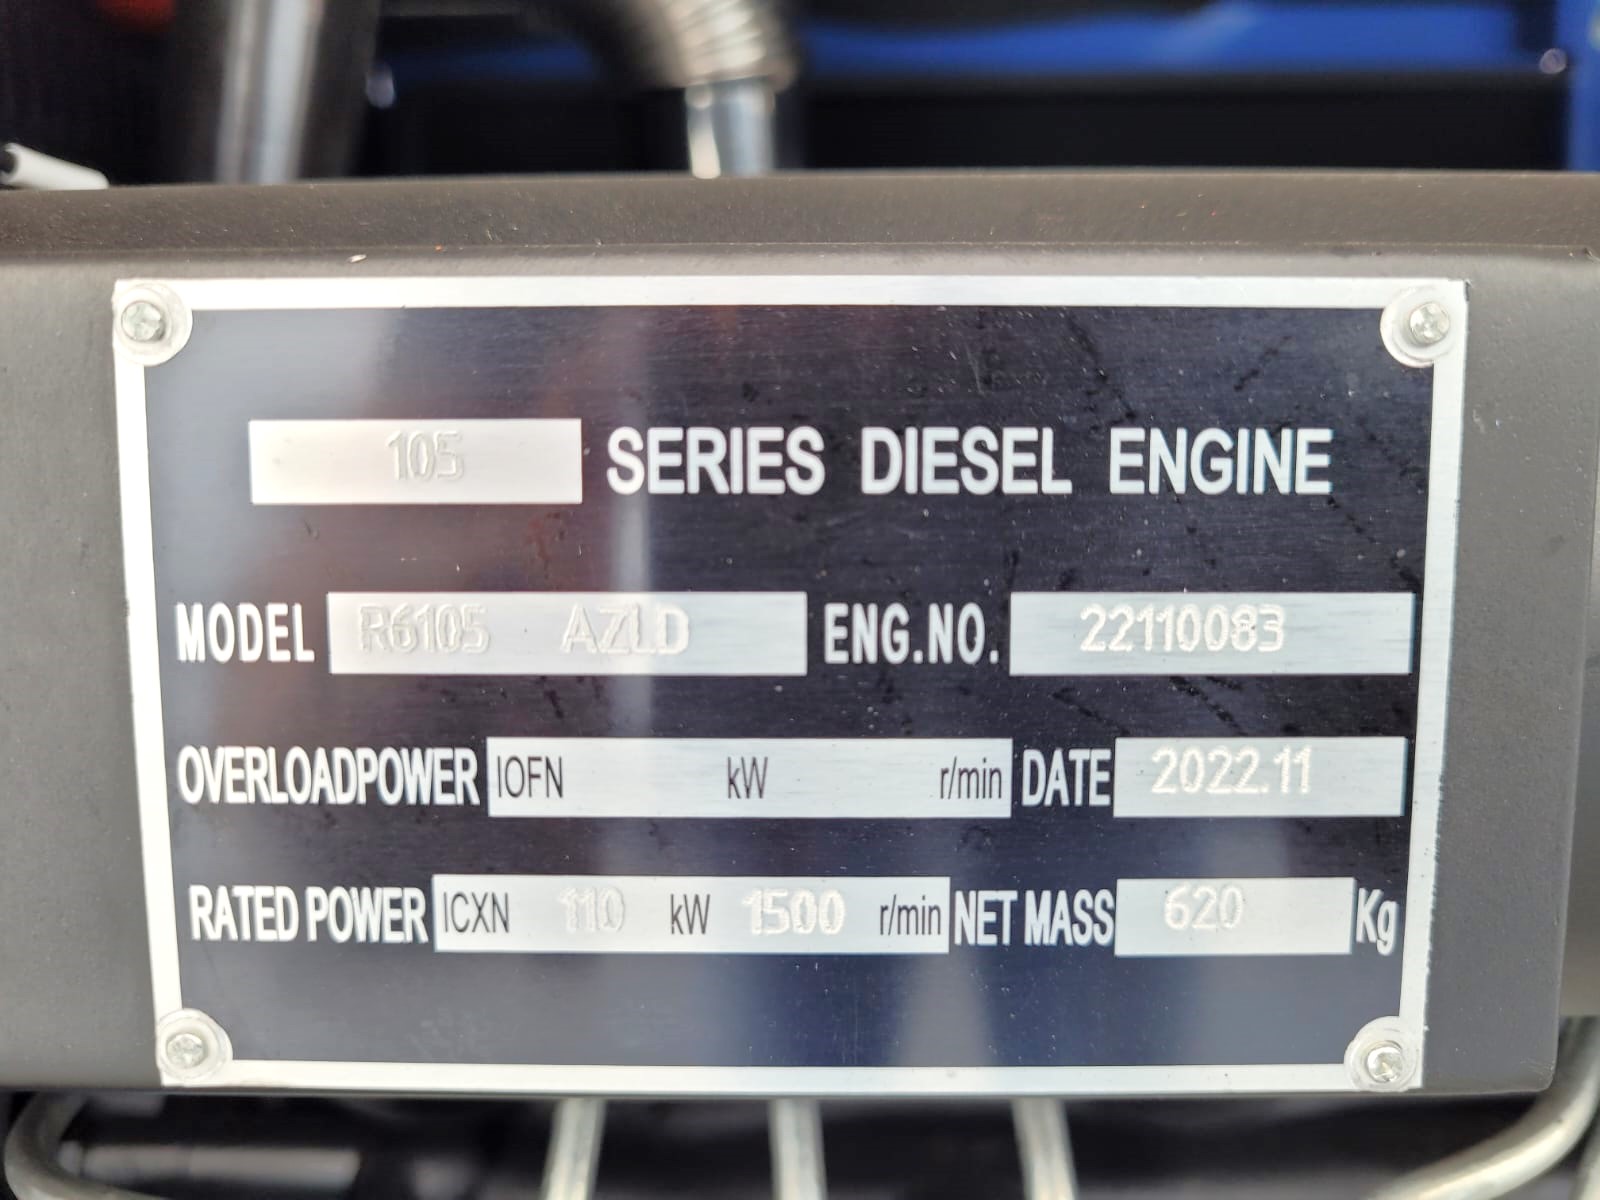 105 SERIES DIESEL ENGINE
MODEL R6105 AZLD ENG.NO. 22110083
OVERLOADPOWER IOFN kW r/min DATE 2022.11
RATED POWER ICXN 110 kW 1500 r/min NET MASS 620 Kg